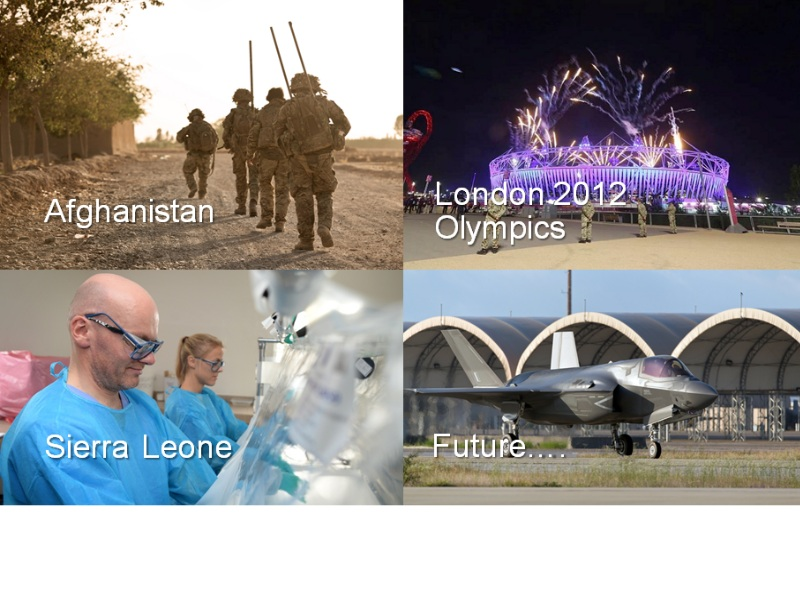 Afghanistan
London 2012
Olympics
Sierra Leone
Future….